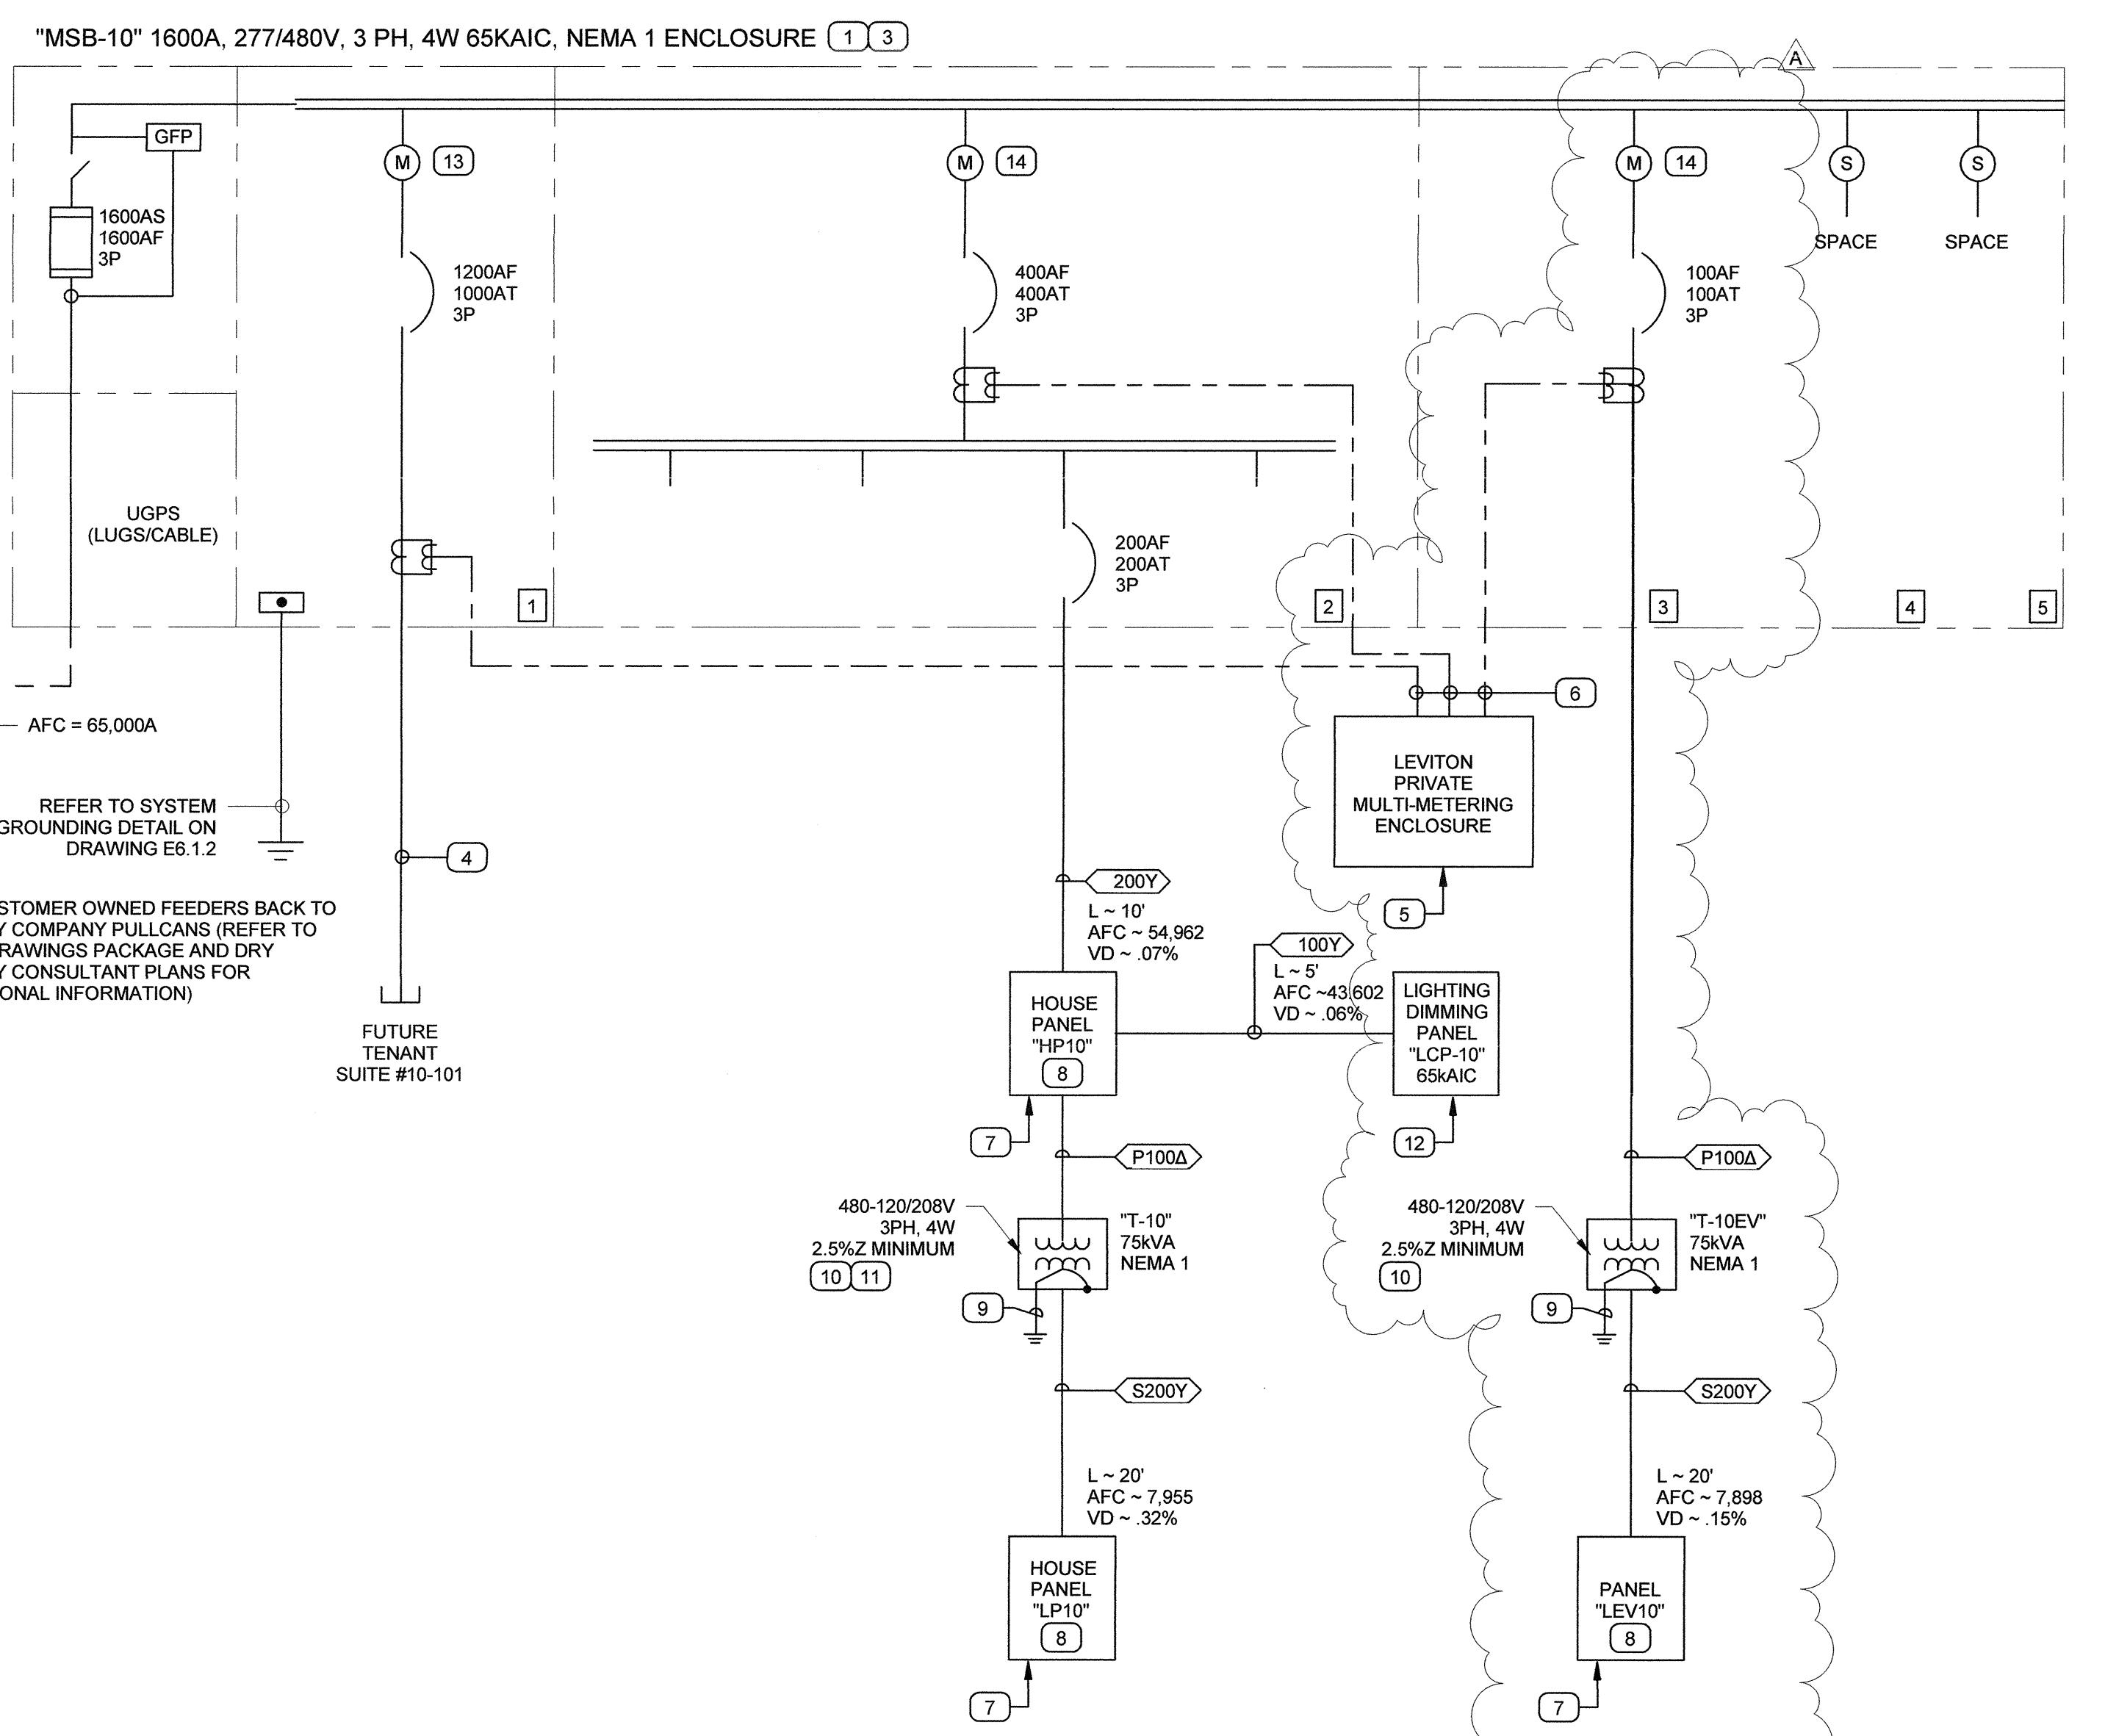 "MSB-10" 1600A, 277/480V, 3 PH, 4W 65KAIC, NEMA 1 ENCLOSURE 1 3
A
GFP
M 13
M 14
M 14
S
S
1600AS
1600AF
3P
SPACE
SPACE
1200AF
1000AT
3P
400AF
400AT
3P
100AF
100AT
3P
UGPS
(LUGS/CABLE)
200AF
200AT
3P
1
2
3
4
5
6
AFC = 65,000A
LEVITON
PRIVATE
MULTI-METERING
ENCLOSURE
5
REFER TO SYSTEM
GROUNDING DETAIL ON
DRAWING E6.1.2
4
STOMER OWNED FEEDERS BACK TO
Y COMPANY PULLCANS (REFER TO
RAWINGS PACKAGE AND DRY
Y CONSULTANT PLANS FOR
ONAL INFORMATION)
FUTURE
TENANT
SUITE #10-101
200Y
L ~ 10'
AFC ~ 54,962
VD ~ .07%
100Y
L ~ 5'
AFC ~43,602
VD ~ .06%
HOUSE
PANEL
"HP10"
8
7
LIGHTING
DIMMING
PANEL
"LCP-10"
65kAIC
12
P100Δ
P100Δ
480-120/208V
3PH, 4W
2.5%Z MINIMUM
10 11
"T-10"
75kVA
NEMA 1
9
480-120/208V
3PH, 4W
2.5%Z MINIMUM
10
"T-10EV"
75kVA
NEMA 1
9
S200Y
S200Y
L ~ 20'
AFC ~ 7,955
VD ~ .32%
L ~ 20'
AFC ~ 7,898
VD ~ .15%
HOUSE
PANEL
"LP10"
8
7
PANEL
"LEV10"
8
7